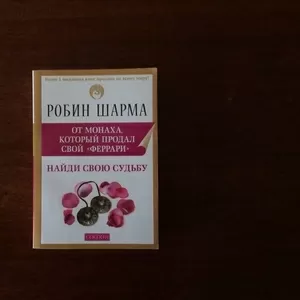 РОБИН ШАРМА
ОТ МОНАХА,
КОТОРЫЙ ПРОДАЛ
СВОЙ «ФЕРРАРИ»
НАЙДИ СВОЮ СУДЬБУ